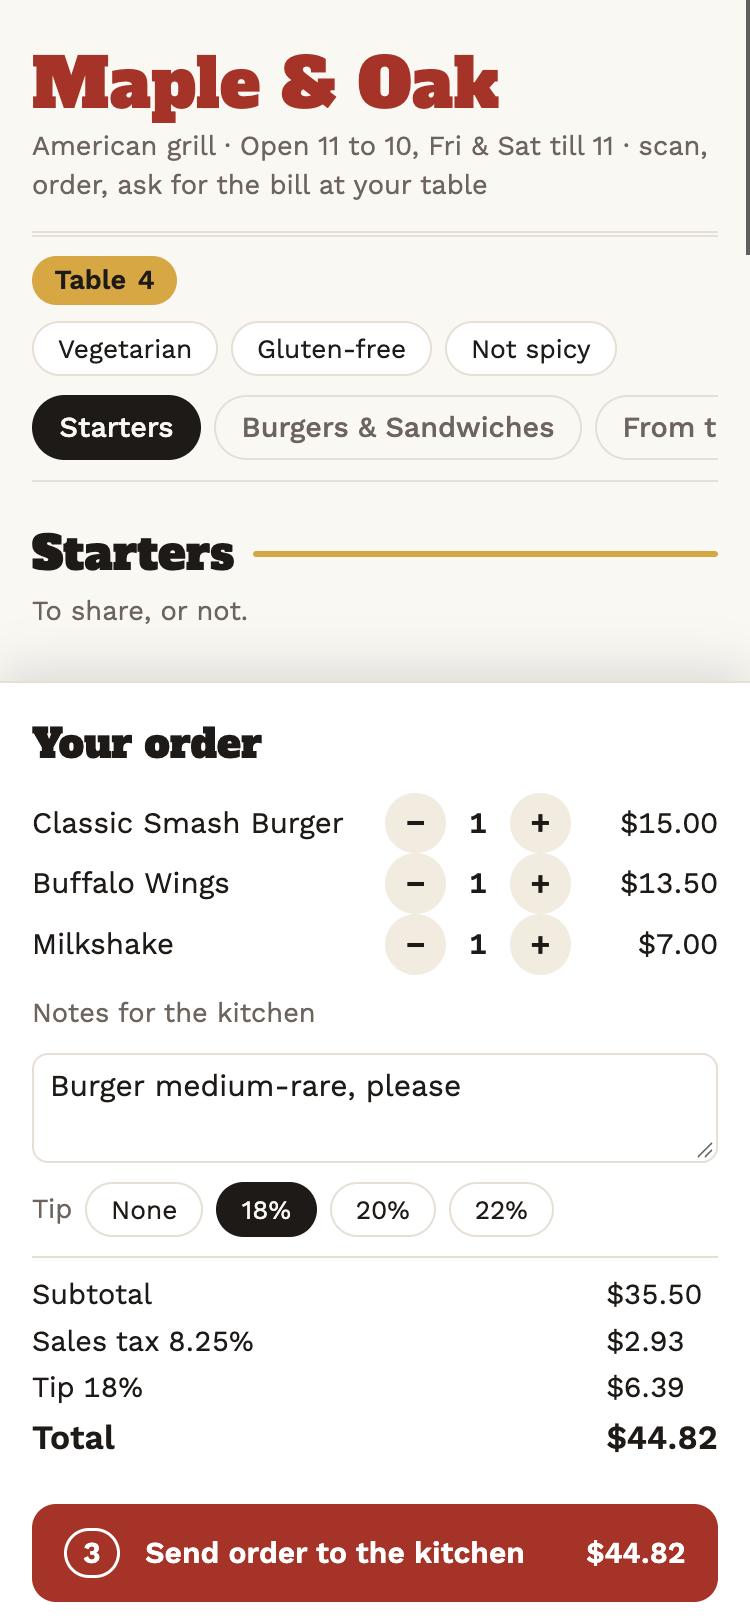 Maple & Oak
American grill · Open 11 to 10, Fri & Sat till 11 · scan,
order, ask for the bill at your table
Table 4
Vegetarian Gluten-free Not spicy
Starters Burgers & Sandwiches From t
Starters
To share, or not.
Your order
Classic Smash Burger − 1 + $15.00
Buffalo Wings − 1 + $13.50
Milkshake − 1 + $7.00
Notes for the kitchen
Burger medium-rare, please
Tip None 18% 20% 22%
Subtotal $35.50
Sales tax 8.25% $2.93
Tip 18% $6.39
Total $44.82
3 Send order to the kitchen $44.82